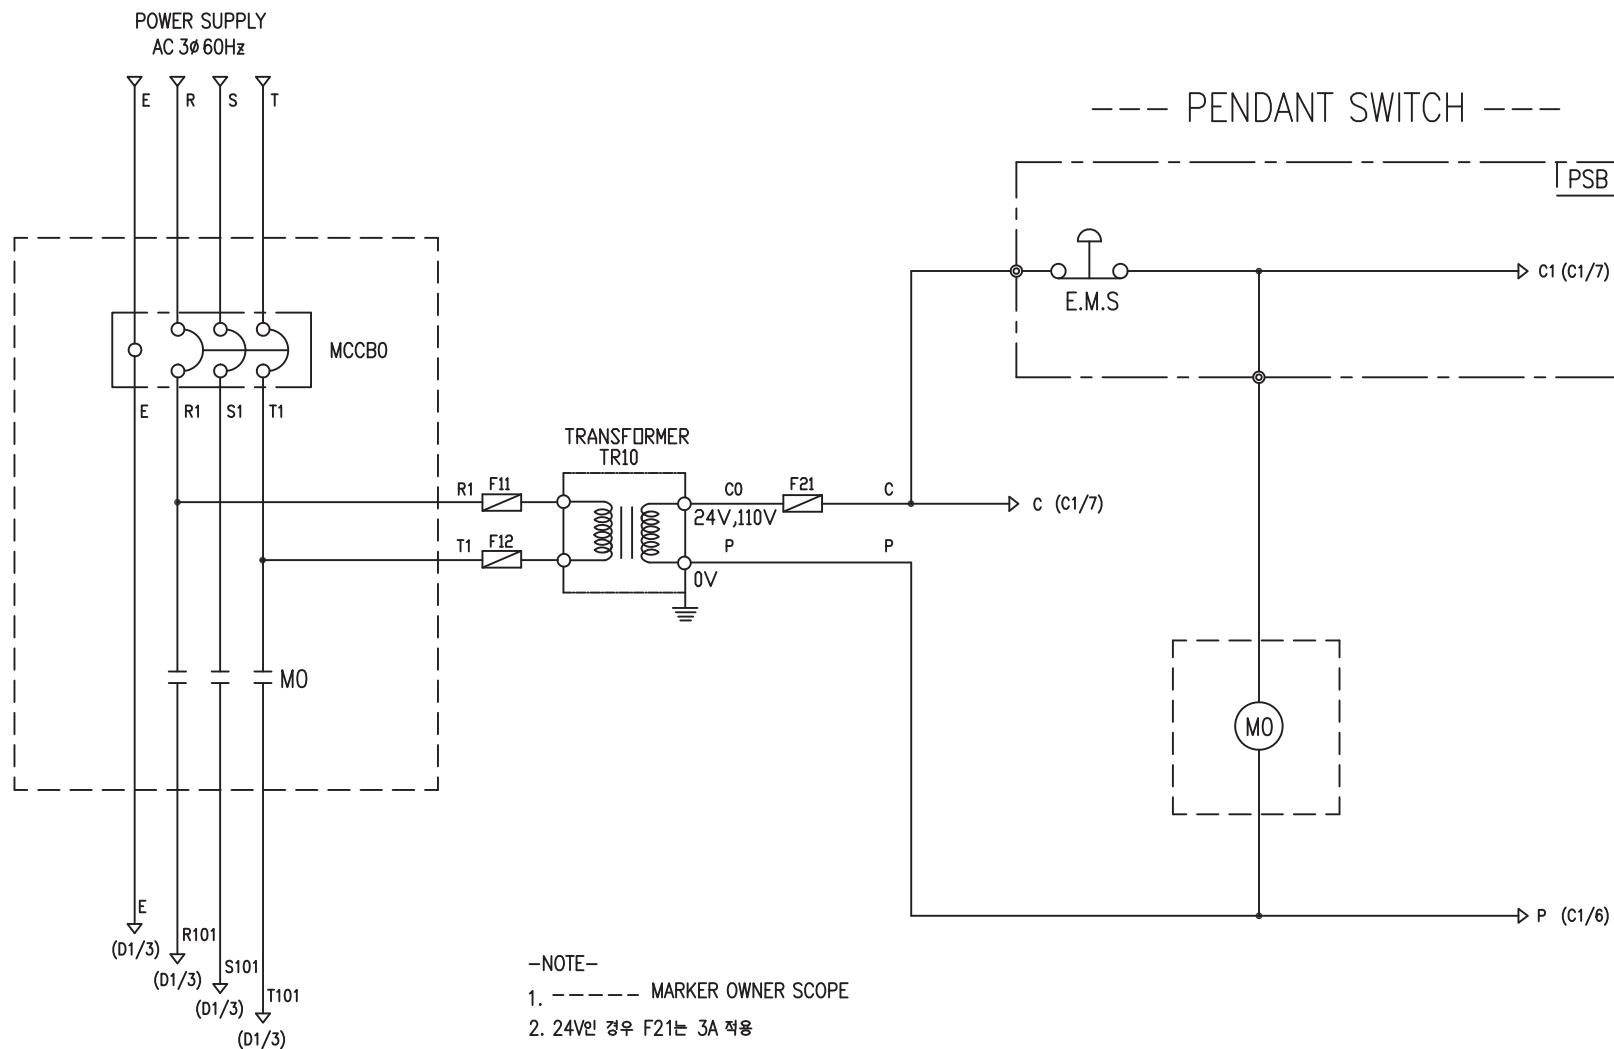 POWER SUPPLY
AC 3ø 60Hz
E
R
S
T
--- PENDANT SWITCH ---
PSB
C1 (C1/7)
E.M.S
MCCB0
E
R1
S1
T1
TRANSFORMER
TR10
R1
F11
C0
F21
C
C (C1/7)
24V,110V
T1
F12
P
P
0V
M0
M0
E
(D1/3)
R101
(D1/3)
S101
(D1/3)
T101
(D1/3)
P (C1/6)
-NOTE-
1. ----- MARKER OWNER SCOPE
2. 24V인 경우 F21는 3A 적용